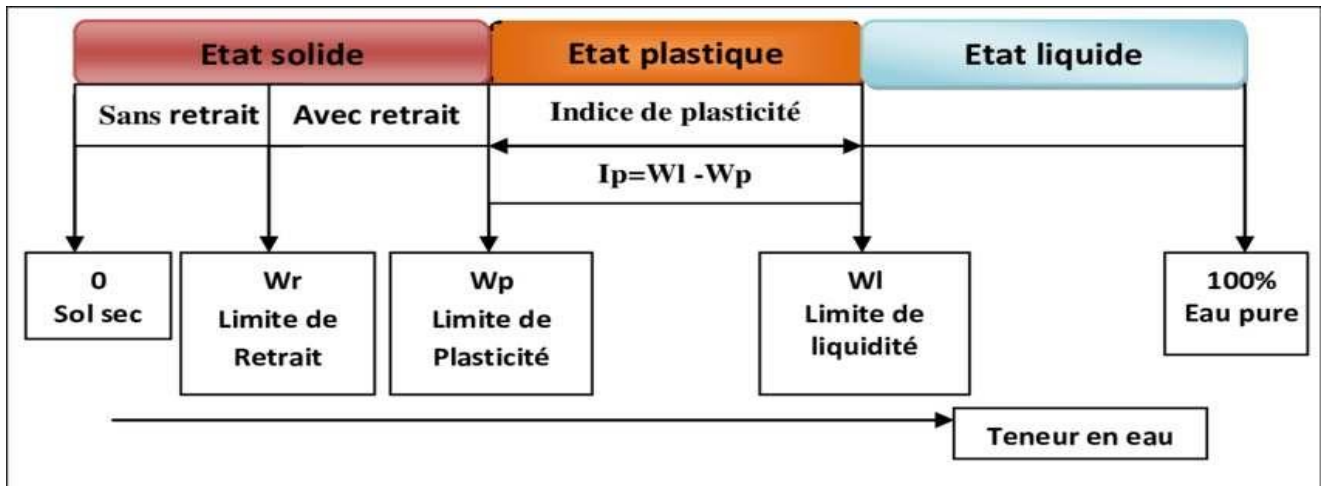 Etat solide
Etat plastique
Etat liquide
Sans retrait
Avec retrait
Indice de plasticité
Ip=Wl -Wp
0
Sol sec
Wr
Limite de
Retrait
Wp
Limite de
Plasticité
Wl
Limite de
liquidité
100%
Eau pure
Teneur en eau